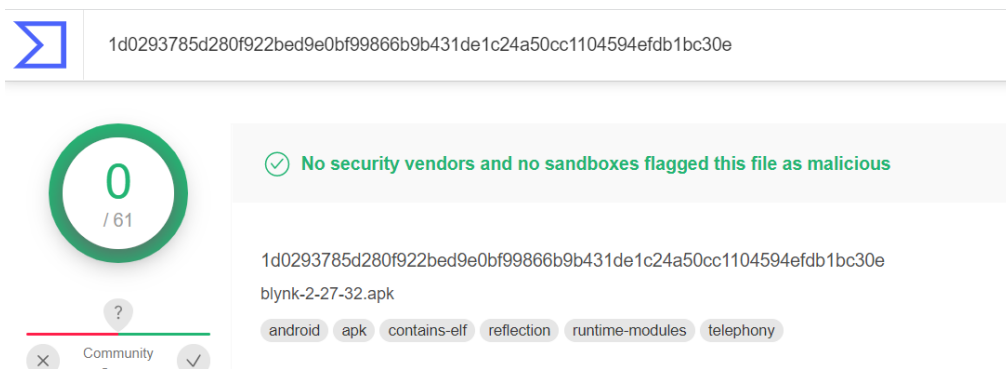 1d0293785d280f922bed9e0bf99866b9b431de1c24a50cc1104594efdb1bc30e
0
/ 61
No security vendors and no sandboxes flagged this file as malicious
1d0293785d280f922bed9e0bf99866b9b431de1c24a50cc1104594efdb1bc30e
blynk-2-27-32.apk
android apk contains-elf reflection runtime-modules telephony
?
Community